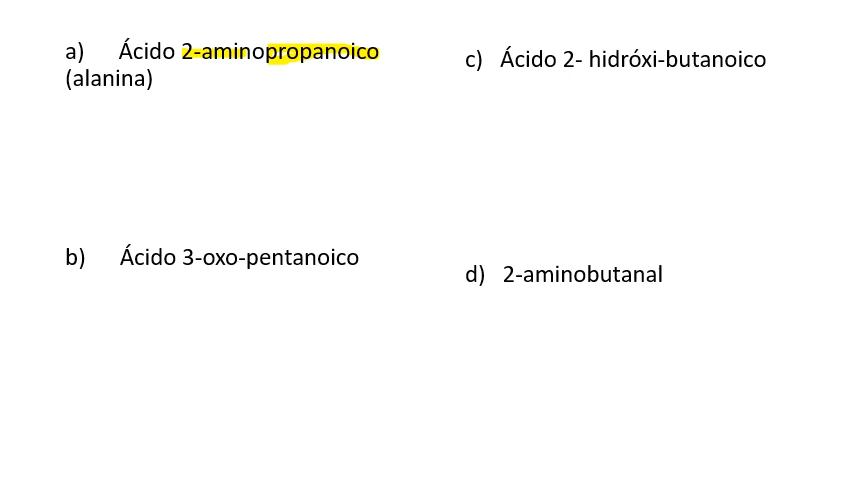 a) Ácido 2-aminopropanoico
(alanina)
b) Ácido 3-oxo-pentanoico
c) Ácido 2- hidróxi-butanoico
d) 2-aminobutanal